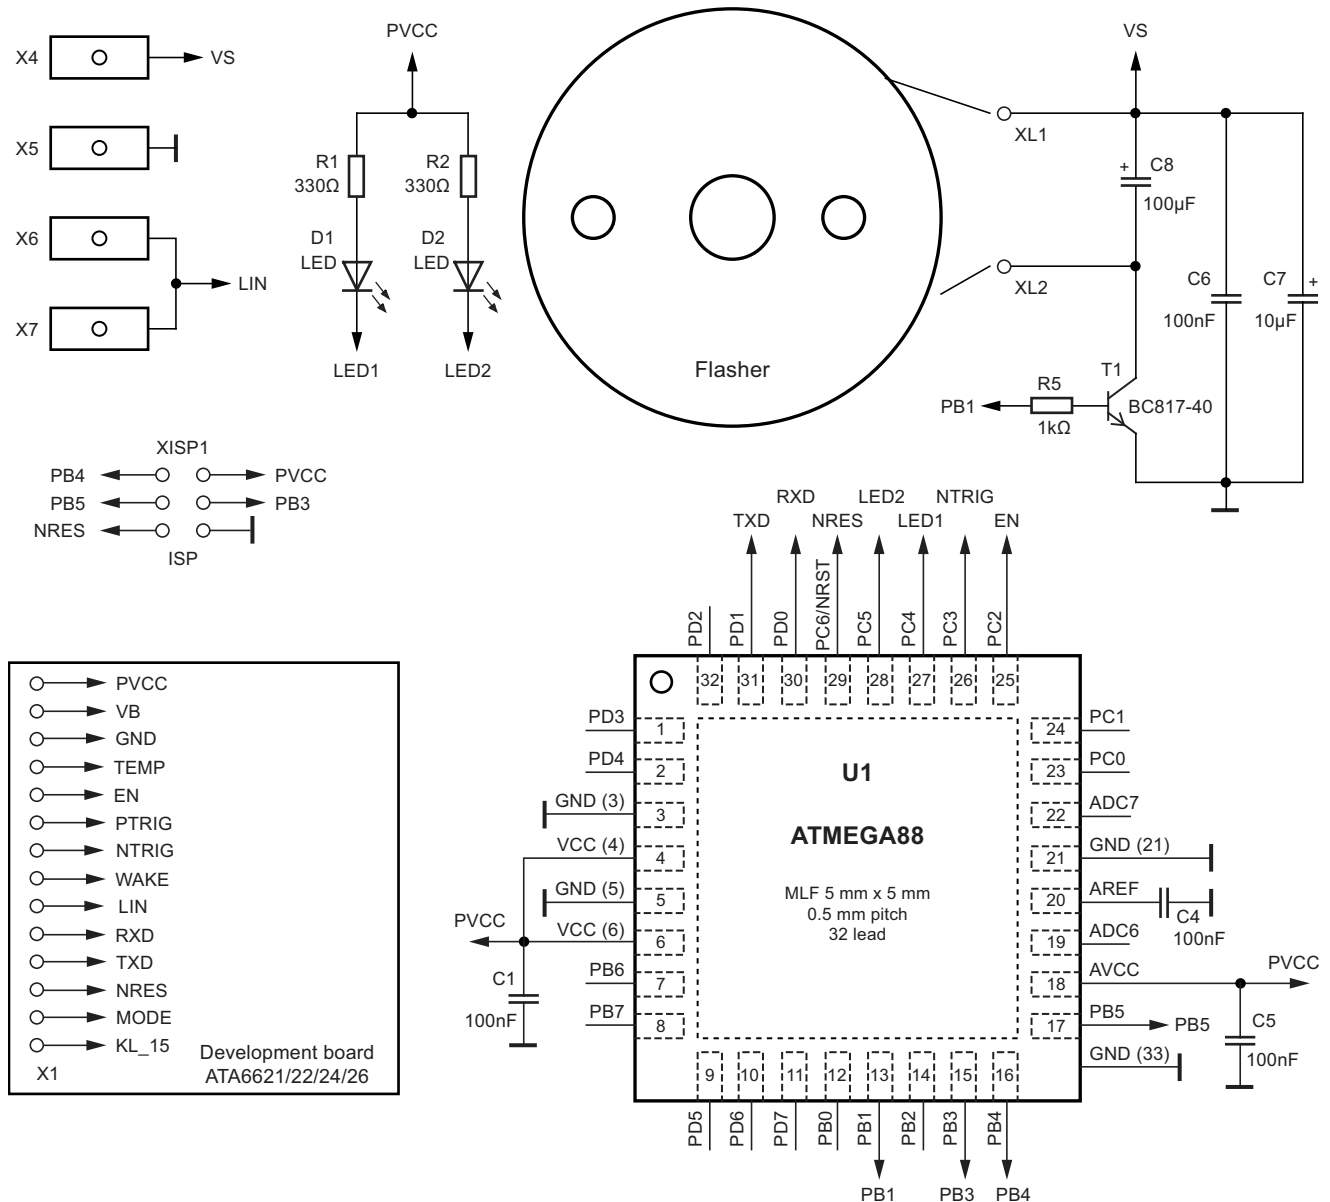 X4
VS
X5
X6
LIN
X7
PVCC
R1
330Ω
R2
330Ω
D1
LED
D2
LED
LED1
LED2
Flasher
VS
XL1
C8
+
100µF
XL2
C6
100nF
C7
+
10µF
T1
R5
PB1
1kΩ
BC817-40
XISP1
PB4
PVCC
PB5
PB3
NRES
ISP
RXD
LED2
NTRIG
TXD
NRES
LED1
EN
PD2
PD1
PD0
PC6/NRST
PC5
PC4
PC3
PC2
32
31
30
29
28
27
26
25
PD3
1
PD4
2
GND (3)
3
VCC (4)
4
GND (5)
5
PVCC
VCC (6)
6
PB6
7
PB7
8
C1
100nF
U1
ATMEGA88
MLF 5 mm x 5 mm
0.5 mm pitch
32 lead
24
PC1
23
PC0
22
ADC7
21
GND (21)
20
AREF
C4
100nF
19
ADC6
18
AVCC
PVCC
17
PB5
PB5
C5
100nF
GND (33)
9
10
11
12
13
14
15
16
PD5
PD6
PD7
PB0
PB1
PB2
PB3
PB4
PB1
PB3
PB4
PVCC
VB
GND
TEMP
EN
PTRIG
NTRIG
WAKE
LIN
RXD
TXD
NRES
MODE
KL_15
X1
Development board
ATA6621/22/24/26